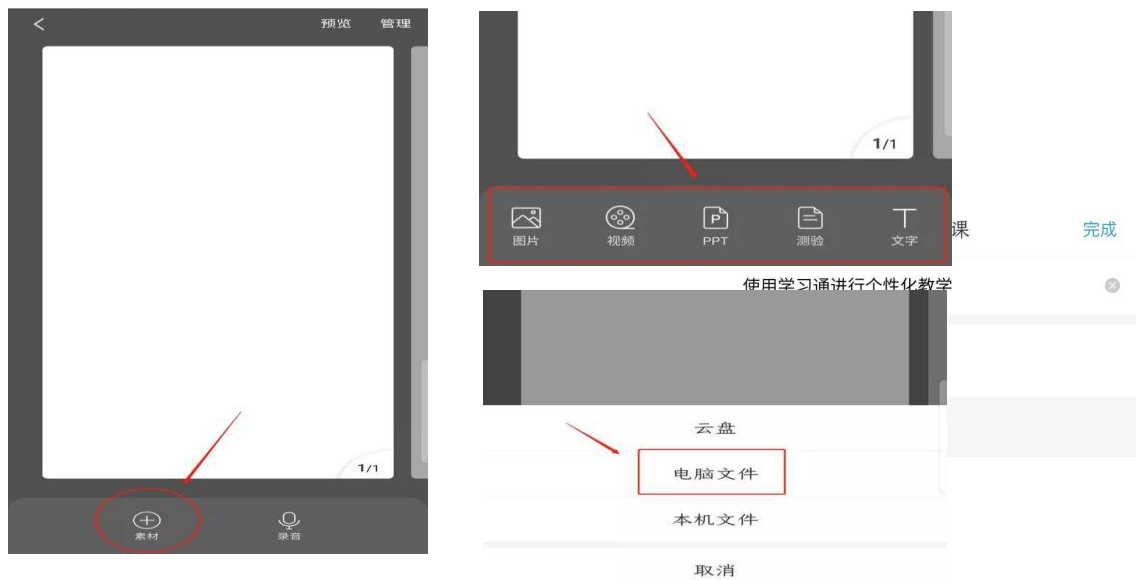 预览 管理
1/1
素材 录音
1/1
图片 视频 PPT 测验 文字
课 完成
使用学习通进行个性化教学
云盘
电脑文件
本机文件
取消